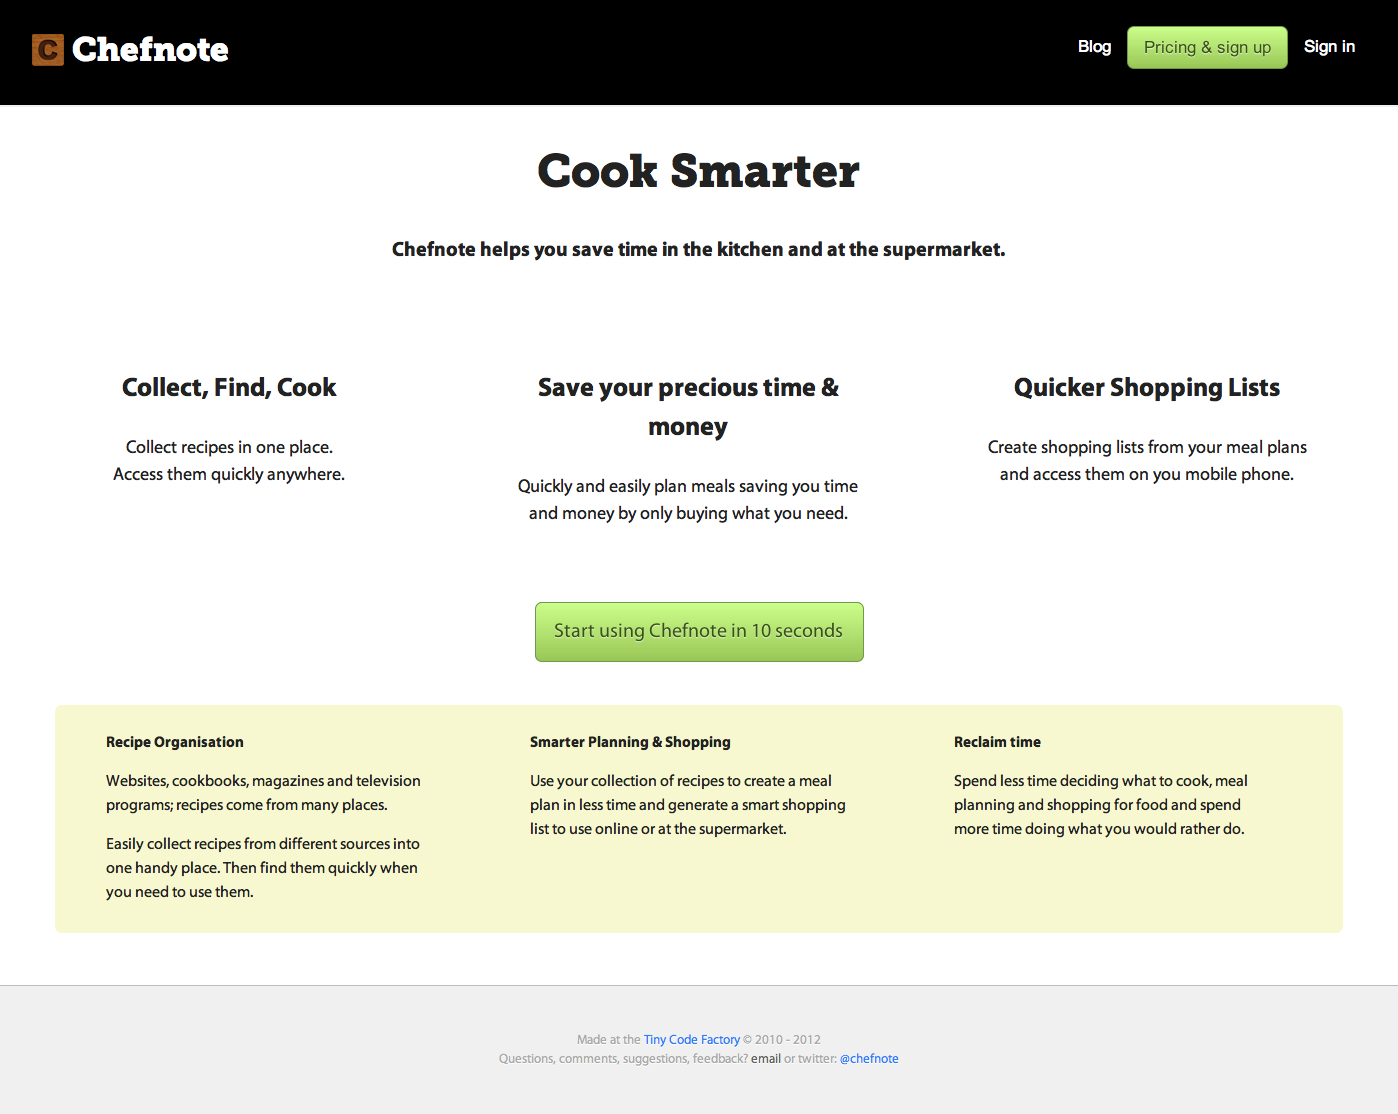 C Chefnote
Blog
Pricing & sign up
Sign in
Cook Smarter
Chefnote helps you save time in the kitchen and at the supermarket.
Collect, Find, Cook
Collect recipes in one place.
Access them quickly anywhere.
Save your precious time &
money
Quickly and easily plan meals saving you time
and money by only buying what you need.
Quicker Shopping Lists
Create shopping lists from your meal plans
and access them on you mobile phone.
Start using Chefnote in 10 seconds
Recipe Organisation
Websites, cookbooks, magazines and television
programs; recipes come from many places.
Easily collect recipes from different sources into
one handy place. Then find them quickly when
you need to use them.
Smarter Planning & Shopping
Use your collection of recipes to create a meal
plan in less time and generate a smart shopping
list to use online or at the supermarket.
Reclaim time
Spend less time deciding what to cook, meal
planning and shopping for food and spend
more time doing what you would rather do.
Made at the Tiny Code Factory © 2010 - 2012
Questions, comments, suggestions, feedback? email or twitter: @chefnote